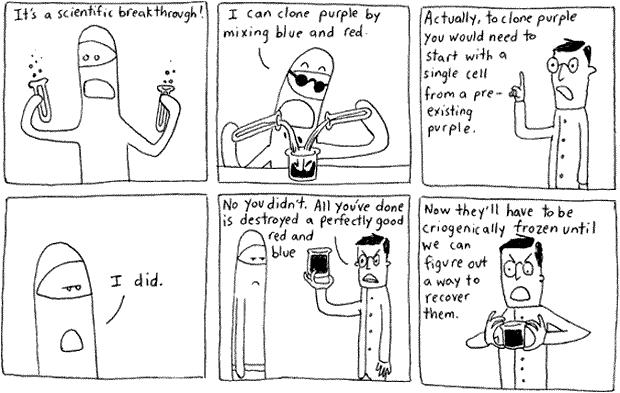 It's a scientific breakthrough!
I can clone purple by
mixing blue and red.
Actually, to clone purple
you would need to
start with a
single cell
from a pre-
existing
purple.
I did.
No you didn't. All you've done
is destroyed a perfectly good
red and
blue
Now they'll have to be
criogenically frozen until
we can
figure out
a way to
recover
them.